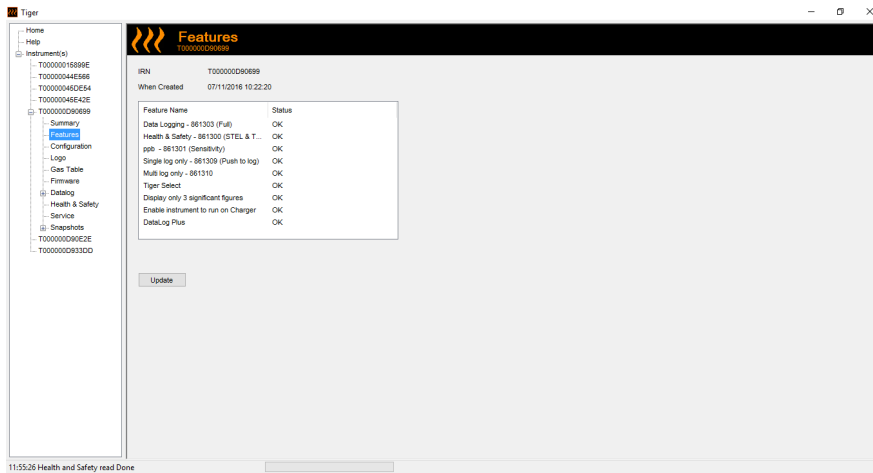 Tiger
Home
Help
Instrument(s)
T00000015899E
T00000044E566
T00000045DE54
T00000045E42E
T000000D90699
Summary
Features
Configuration
Logo
Gas Table
Firmware
Datalog
Health & Safety
Service
Snapshots
T000000D90E2E
T000000D933DD
Features
T000000D90699
IRN T000000D90699
When Created 07/11/2016 10:22:20
Feature Name Status
Data Logging - 861303 (Full) OK
Health & Safety - 861300 (STEL & T... OK
ppb - 861301 (Sensitivity) OK
Single log only - 861309 (Push to log) OK
Multi log only - 861310 OK
Tiger Select OK
Display only 3 significant figures OK
Enable instrument to run on Charger OK
DataLog Plus OK
Update
11:55:26 Health and Safety read Done